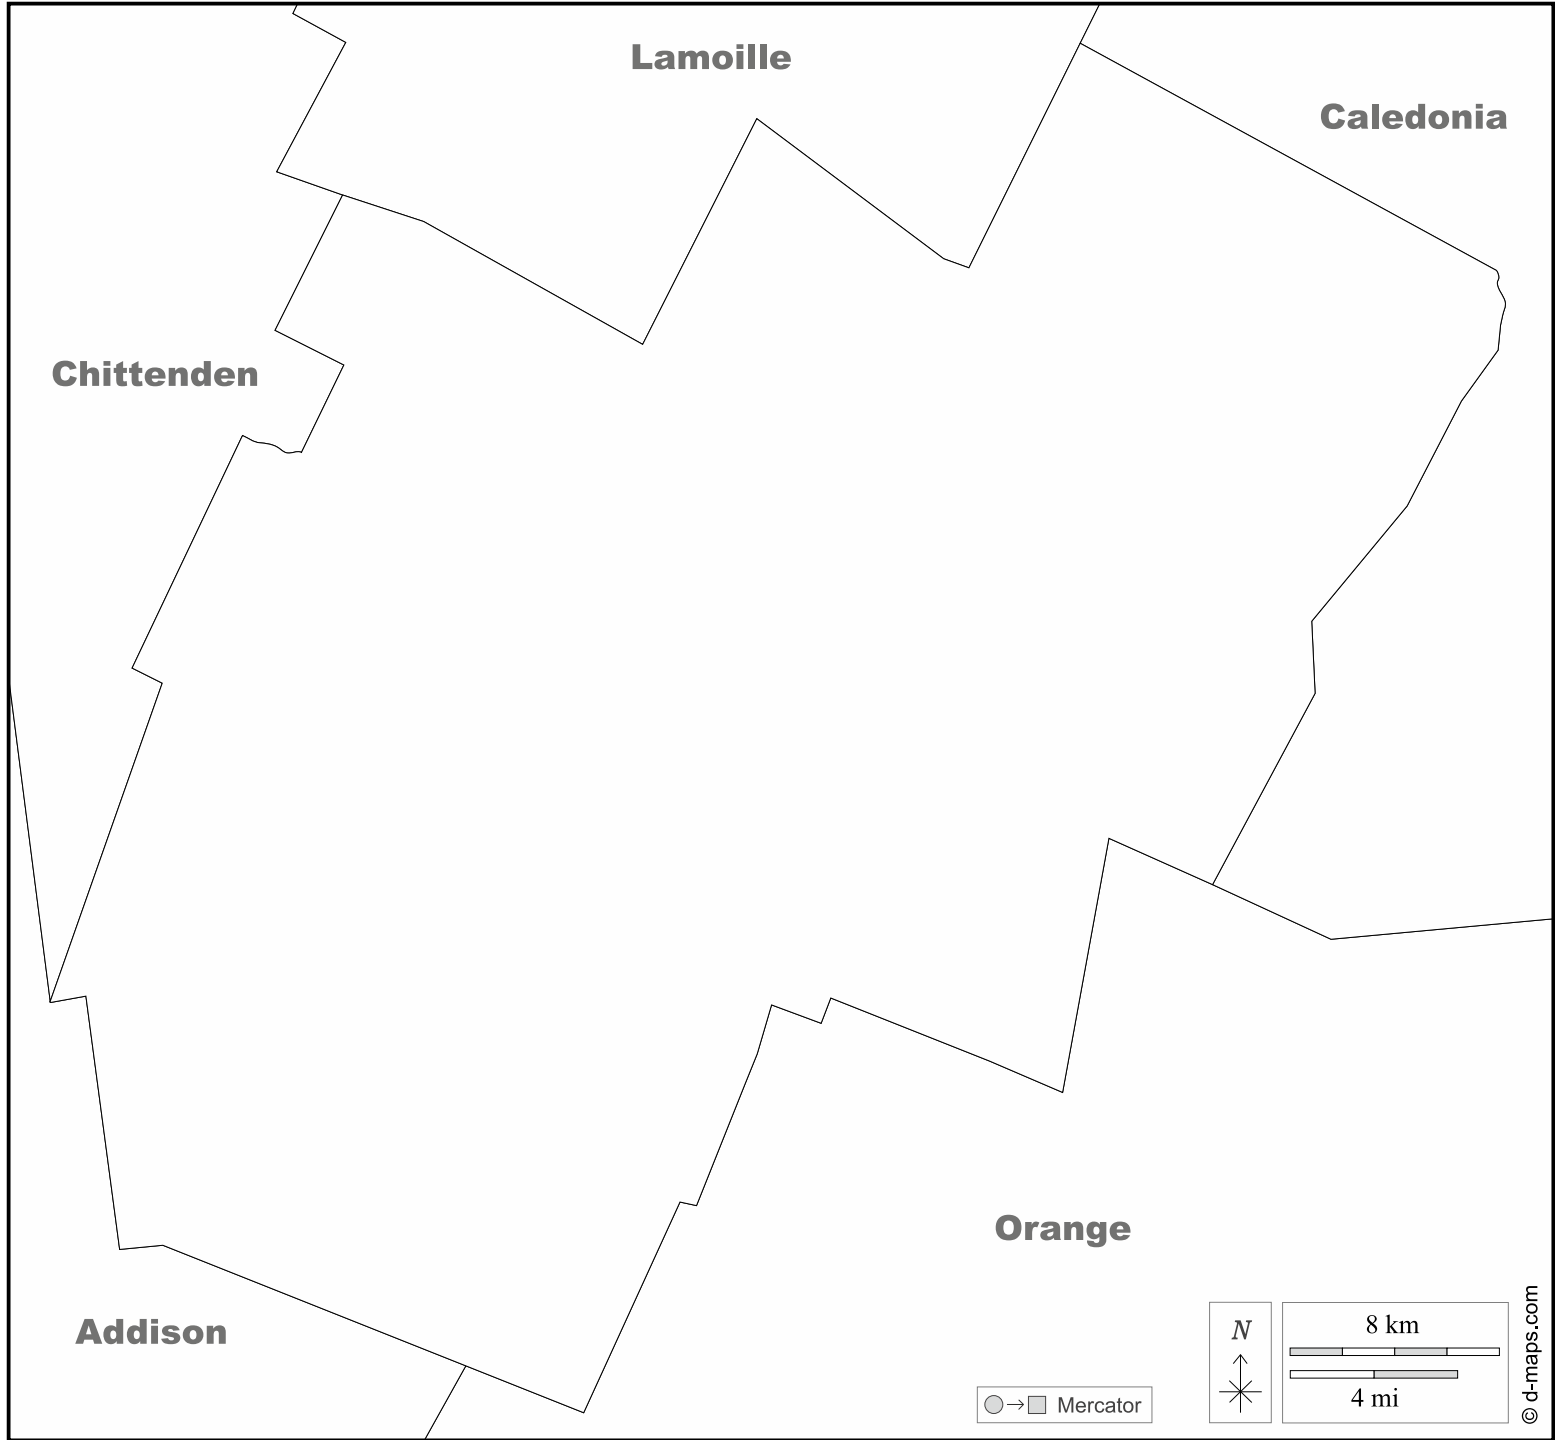 Lamoille
Caledonia
Chittenden
Orange
Addison
N
8 km
4 mi
Mercator
© d-maps.com